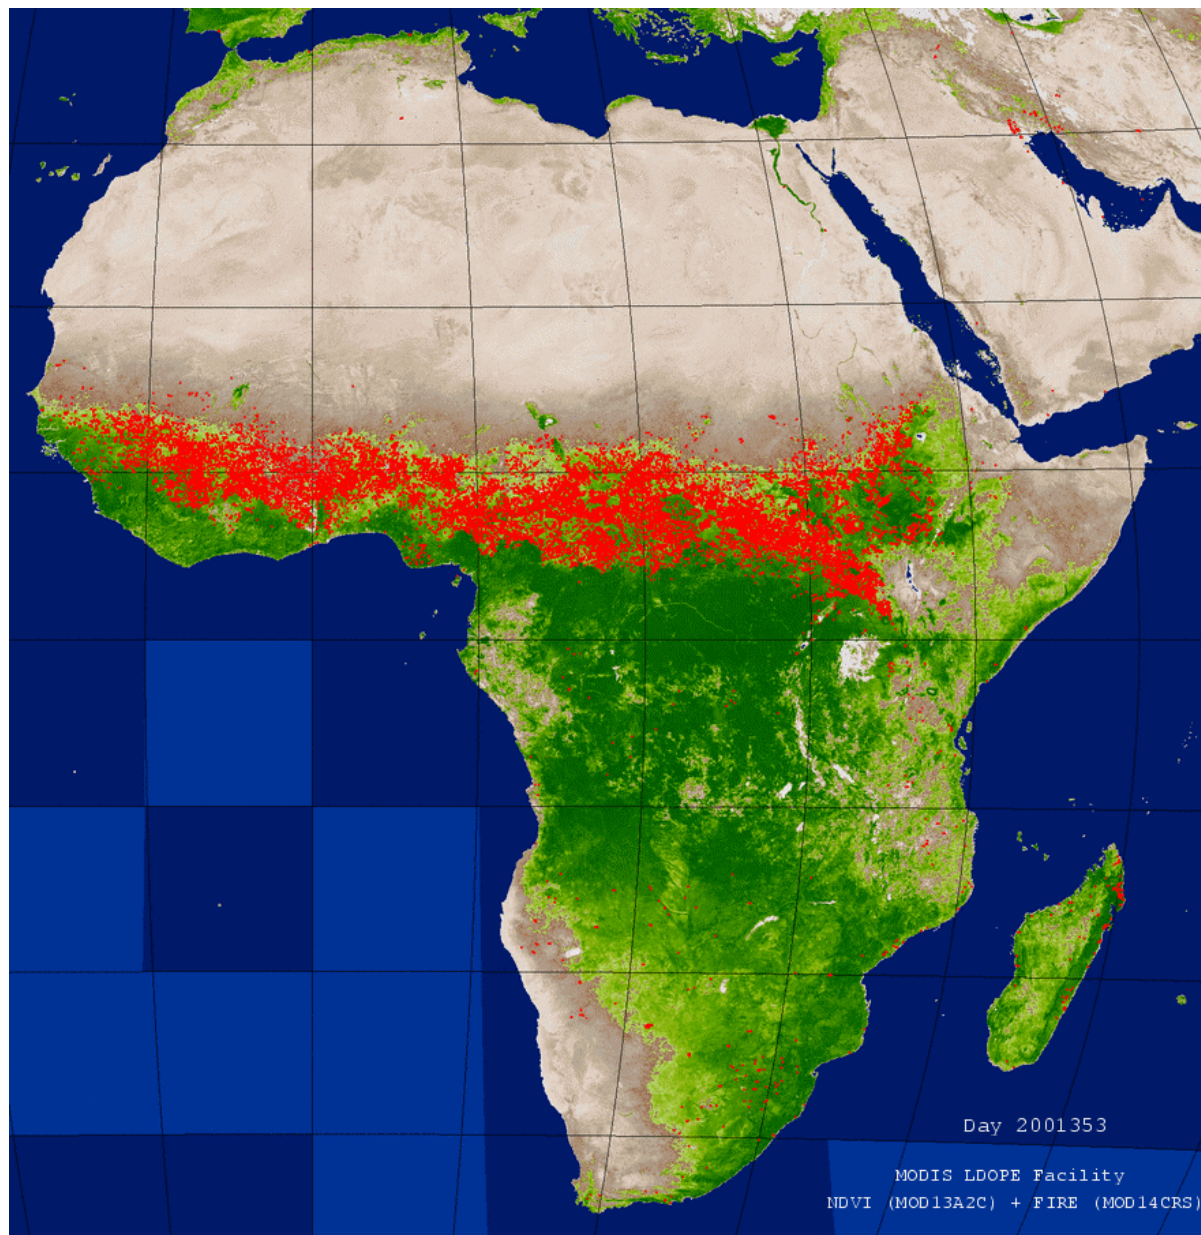 Day 2001353
MODIS LDOPE Facility
NDVI (MOD13A2C) + FIRE (MOD14CRS)